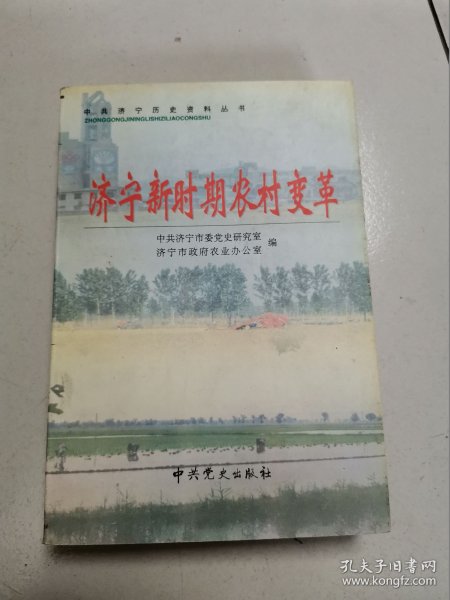 中共济宁历史资料丛书
ZHONGGONGJININGLISHIZILIAOCONGSHU
济宁新时期农村变革
中共济宁市委党史研究室
济宁市政府农业办公室
编
中共党史出版社
孔夫子旧书网
www.kongfz.com